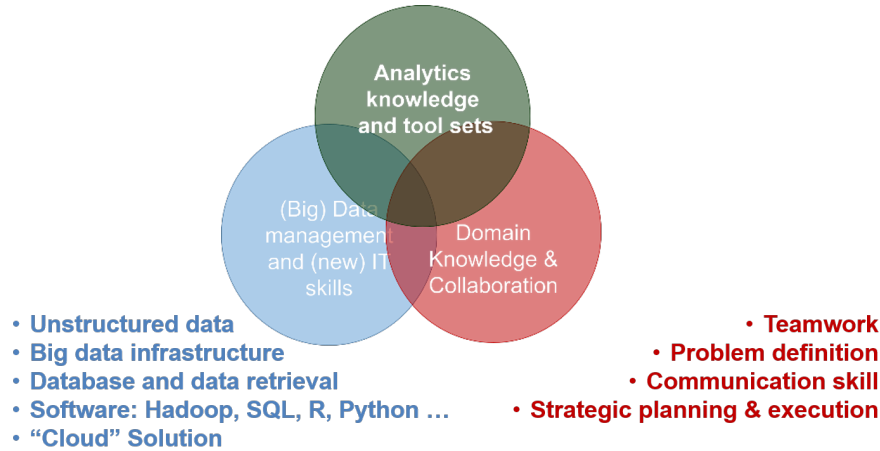 Analytics
knowledge
and tool sets
(Big) Data
management
and (new) IT
skills
Domain
Knowledge &
Collaboration
• Unstructured data
• Big data infrastructure
• Database and data retrieval
• Software: Hadoop, SQL, R, Python …
• “Cloud” Solution
• Teamwork
• Problem definition
• Communication skill
• Strategic planning & execution